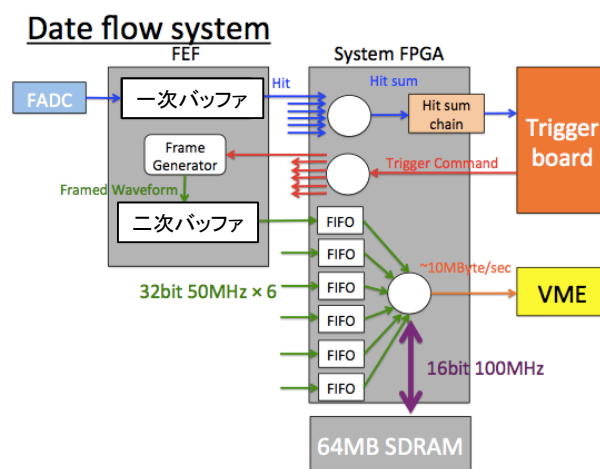 Date flow system
FEF
System FPGA
FADC
一次バッファ
Hit
Hit sum
Hit sum
chain
Trigger
board
Frame
Generator
Trigger Command
Framed Waveform
二次バッファ
FIFO
FIFO
FIFO
FIFO
FIFO
FIFO
~10MByte/sec
32bit 50MHz × 6
VME
16bit 100MHz
64MB SDRAM